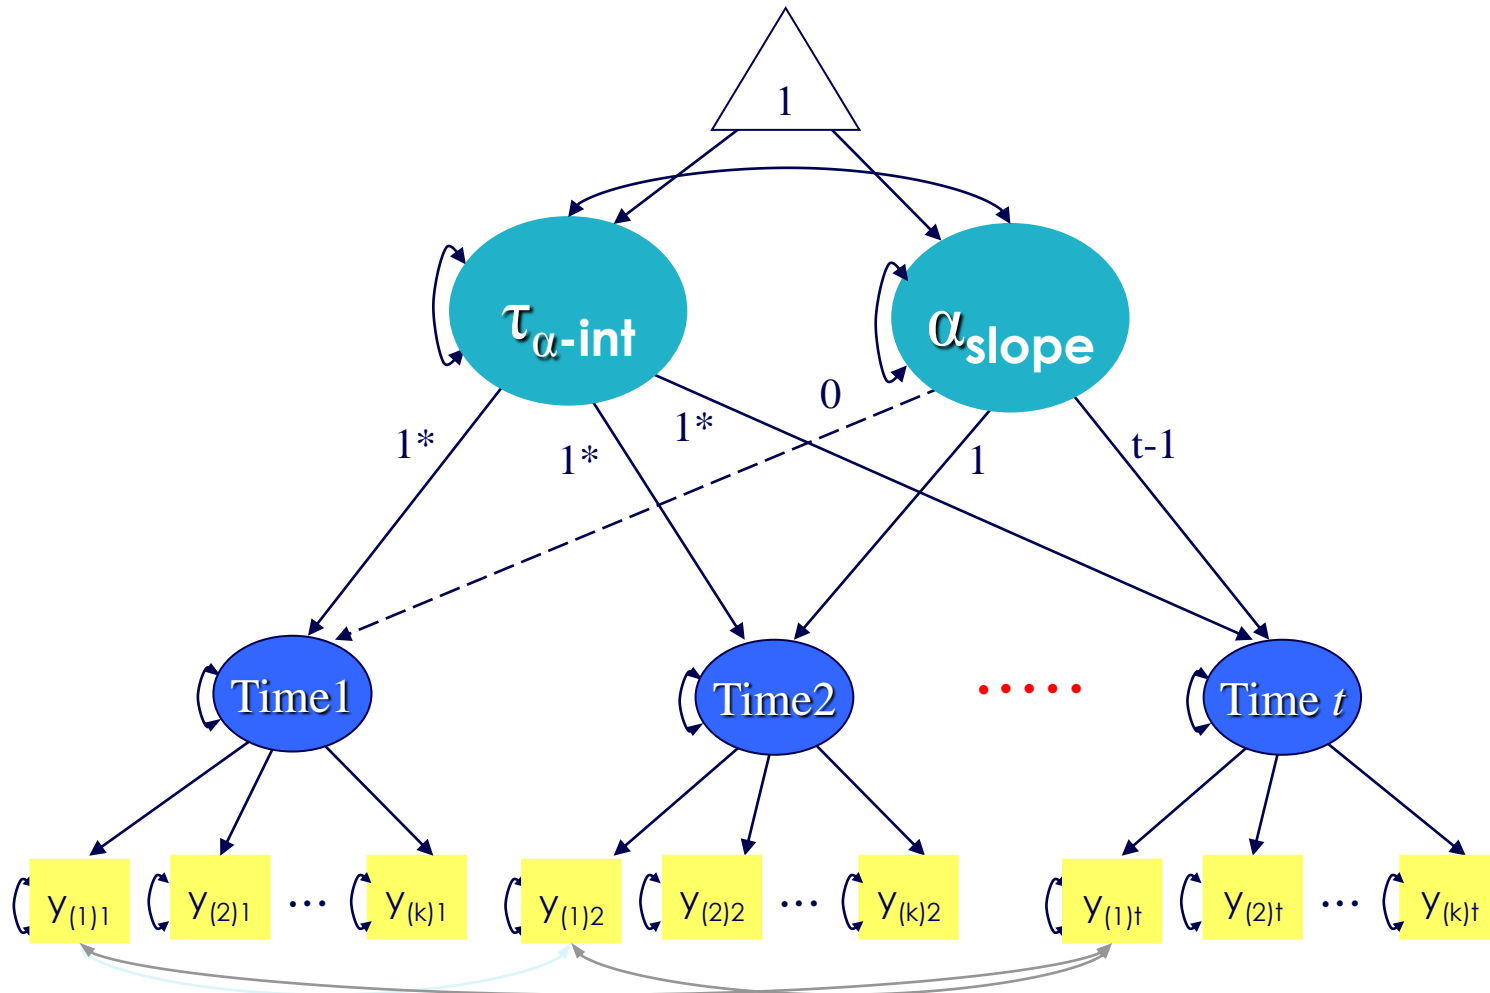 1
τα-int
αslope
0
1*
1*
1*
1
t-1
Time1
Time2
.....
Time t
y(1)1
y(2)1
...
y(k)1
y(1)2
y(2)2
...
y(k)2
y(1)t
y(2)t
...
y(k)t